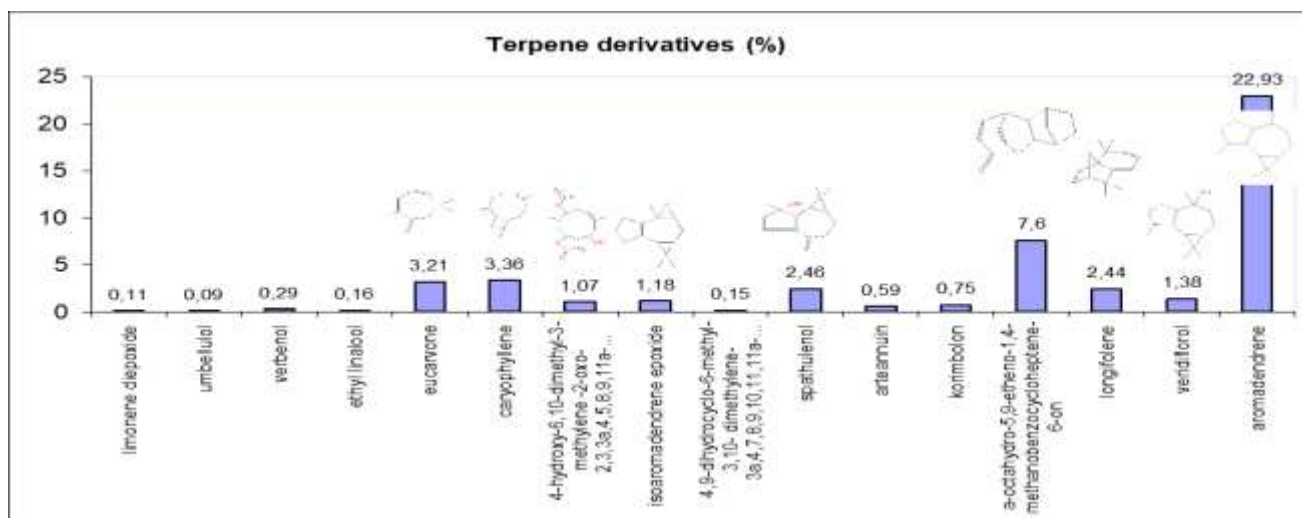 Terpene derivatives (%)
25
20
15
10
5
0
0,11
0,09
0,29
0,16
3,21
3,36
1,07
1,18
0,15
2,46
0,59
0,75
7,6
2,44
1,38
22,93
limonene depoxide
umbellulol
verbenol
ethyl linalool
eucarvone
caryophyllene
4-hydroxy-6,10-dimethyl-3-
methylene -2-oxo-
2,3,3a,4,5,8,9,11a-...
isoaromadendrene epoxide
4,9-dihydrocyclo-6-methyl-
3,10- dimethylene-
3a,4,7,8,9,10,11,11a-...
spathulenol
arteannuin
korimbolon
a-octahydro-5,9-etheno-1,4-
methanobenzocycloheptene-
6-on
longifolene
veridiflorol
aromadendrene